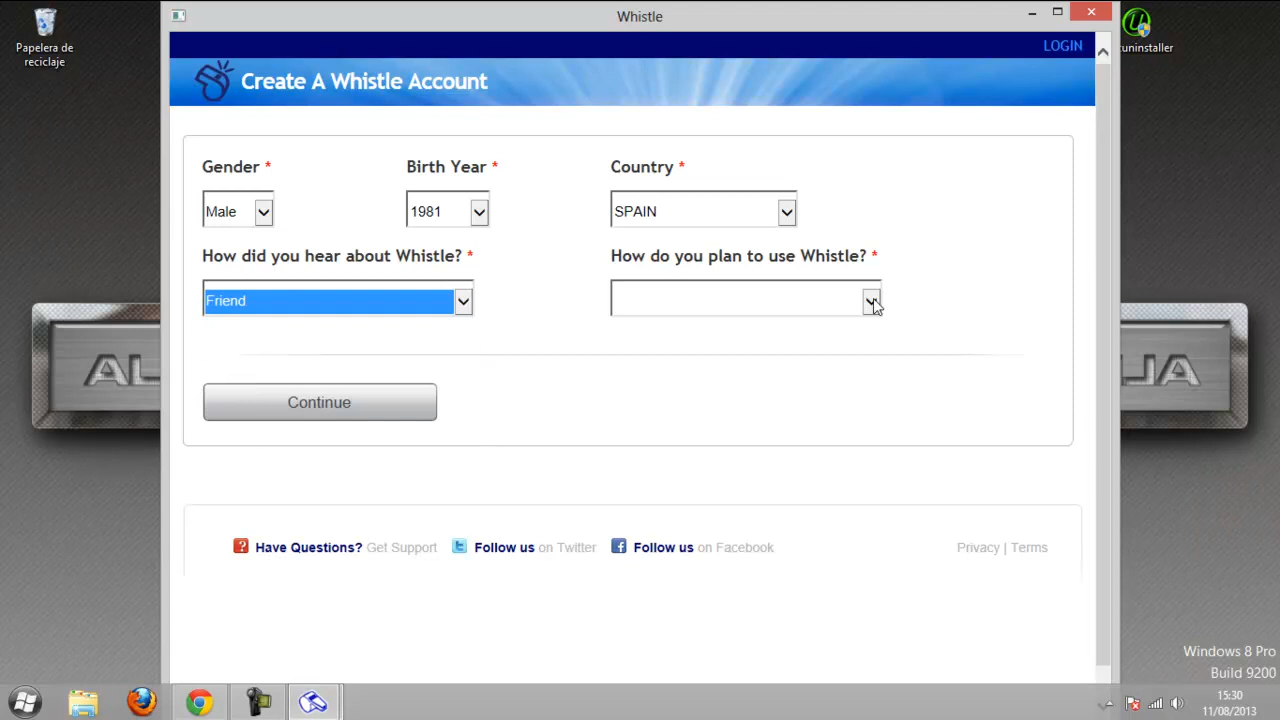 Papelera de
reciclaje
Whistle
uninstaller
LOGIN
Create A Whistle Account
Gender *
Birth Year *
Country *
Male
1981
SPAIN
How did you hear about Whistle? *
How do you plan to use Whistle? *
Friend
Continue
Have Questions? Get Support
Follow us on Twitter
Follow us on Facebook
Privacy | Terms
Windows 8 Pro
Build 9200
15:30
11/08/2013